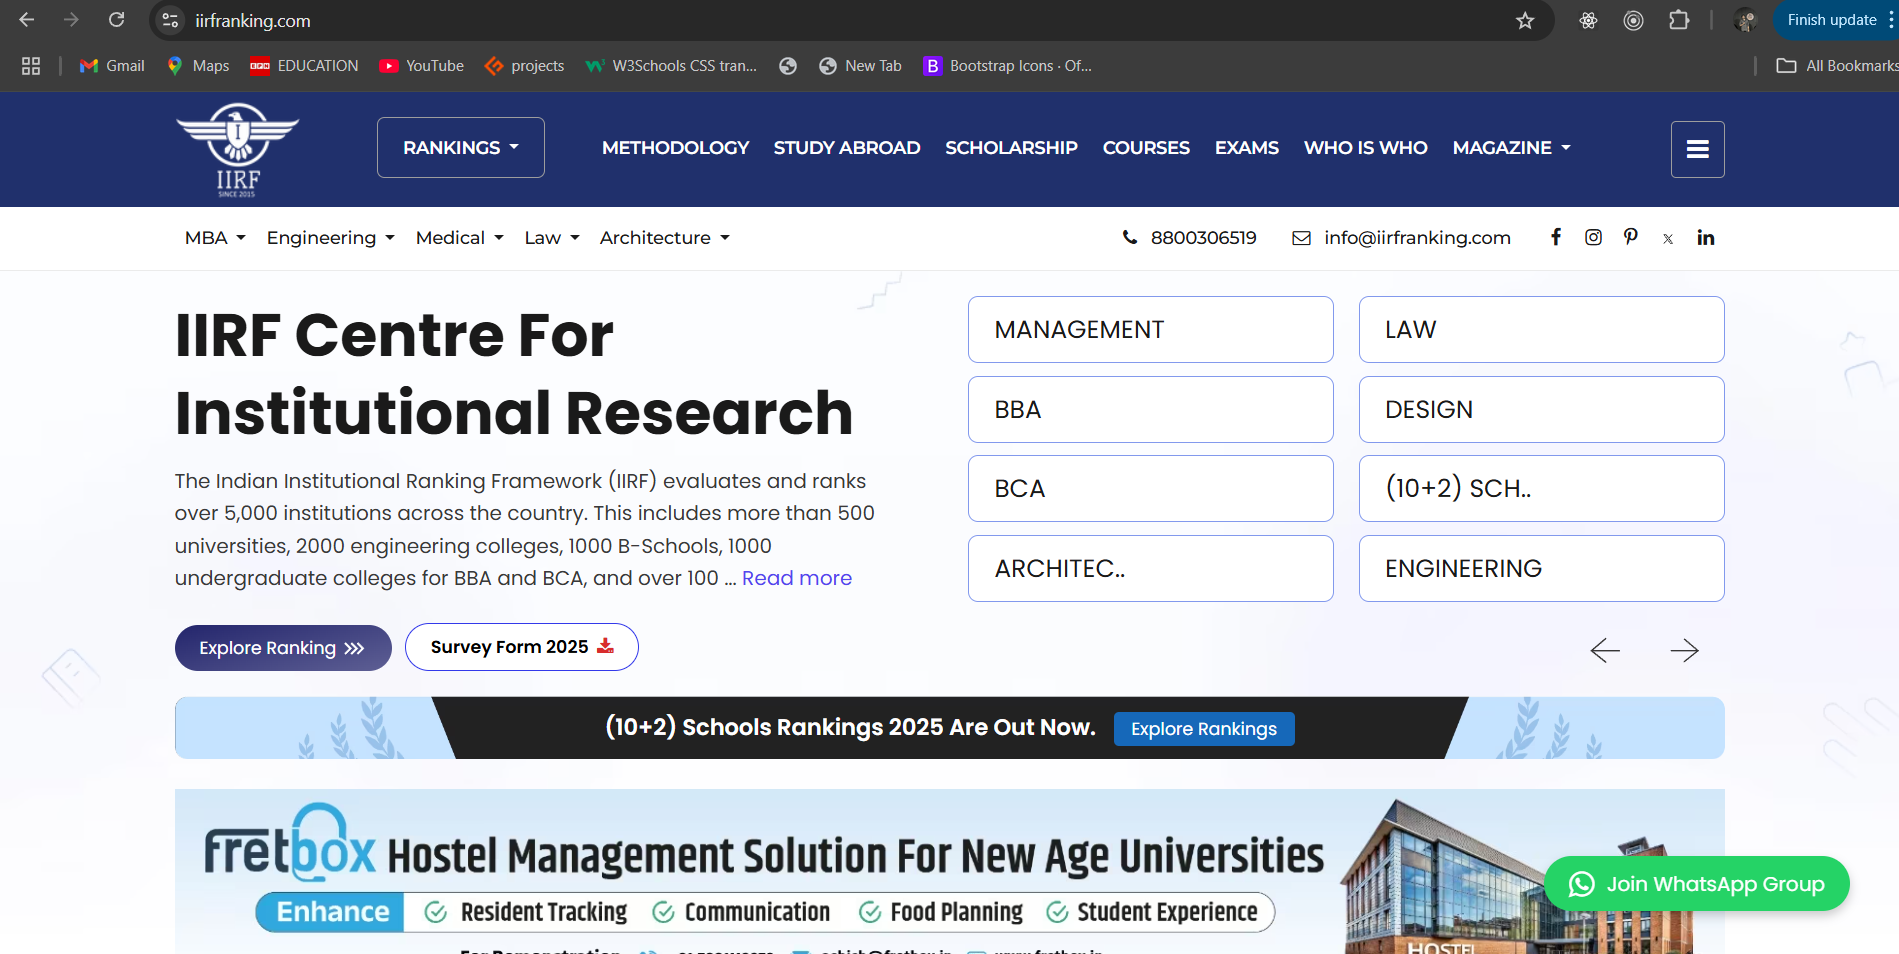 iirfranking.com
Finish update
Gmail
Maps
EDUCATION
YouTube
projects
W3Schools CSS tran...
New Tab
Bootstrap Icons · Of...
All Bookmarks
IIRF
SINCE 2015
RANKINGS
METHODOLOGY
STUDY ABROAD
SCHOLARSHIP
COURSES
EXAMS
WHO IS WHO
MAGAZINE
MBA
Engineering
Medical
Law
Architecture
8800306519
info@iirfranking.com
IIRF Centre For
Institutional Research
The Indian Institutional Ranking Framework (IIRF) evaluates and ranks
over 5,000 institutions across the country. This includes more than 500
universities, 2000 engineering colleges, 1000 B-Schools, 1000
undergraduate colleges for BBA and BCA, and over 100 ... Read more
Explore Ranking
Survey Form 2025
MANAGEMENT
LAW
BBA
DESIGN
BCA
(10+2) SCH..
ARCHITEC..
ENGINEERING
(10+2) Schools Rankings 2025 Are Out Now.
Explore Rankings
fretbox Hostel Management Solution For New Age Universities
Enhance
Resident Tracking
Communication
Food Planning
Student Experience
HOSTEL
Join WhatsApp Group